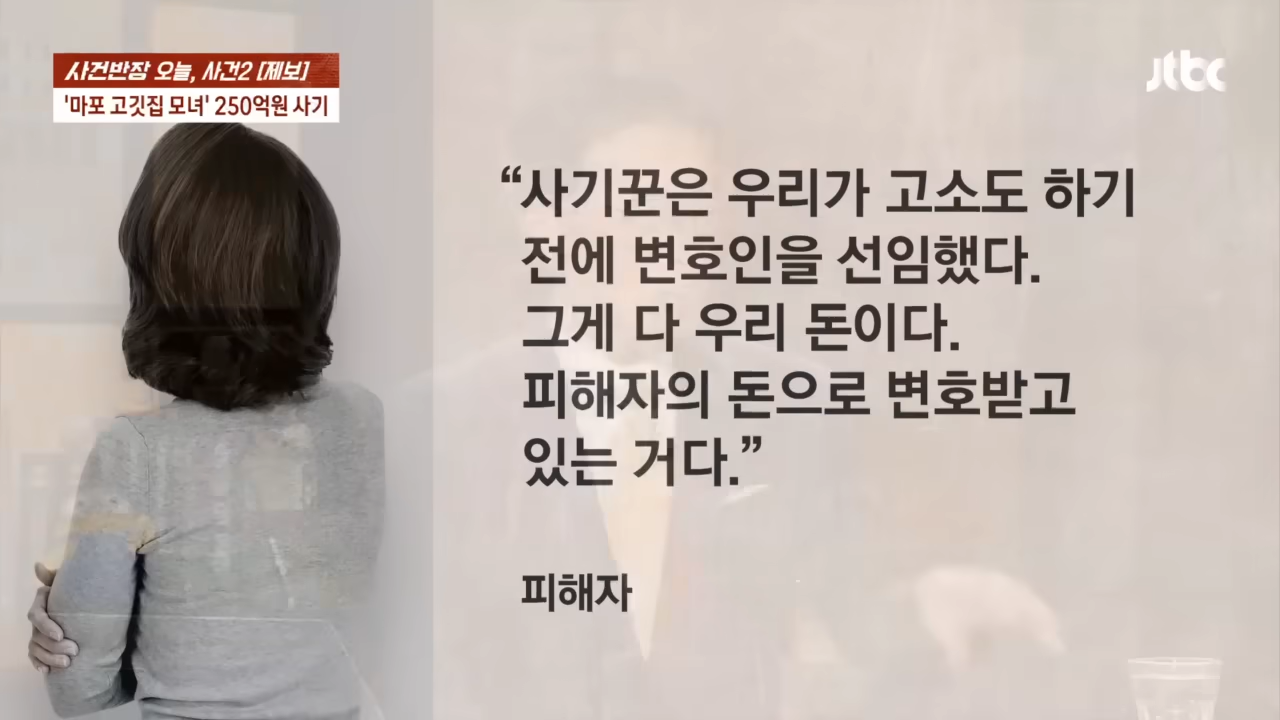 사건반장 오늘, 사건2 [제보]
'마포 고깃집 모녀' 250억원 사기
jtbc
“사기꾼은 우리가 고소도 하기
전에 변호인을 선임했다.
그게 다 우리 돈이다.
피해자의 돈으로 변호받고
있는 거다.”
피해자